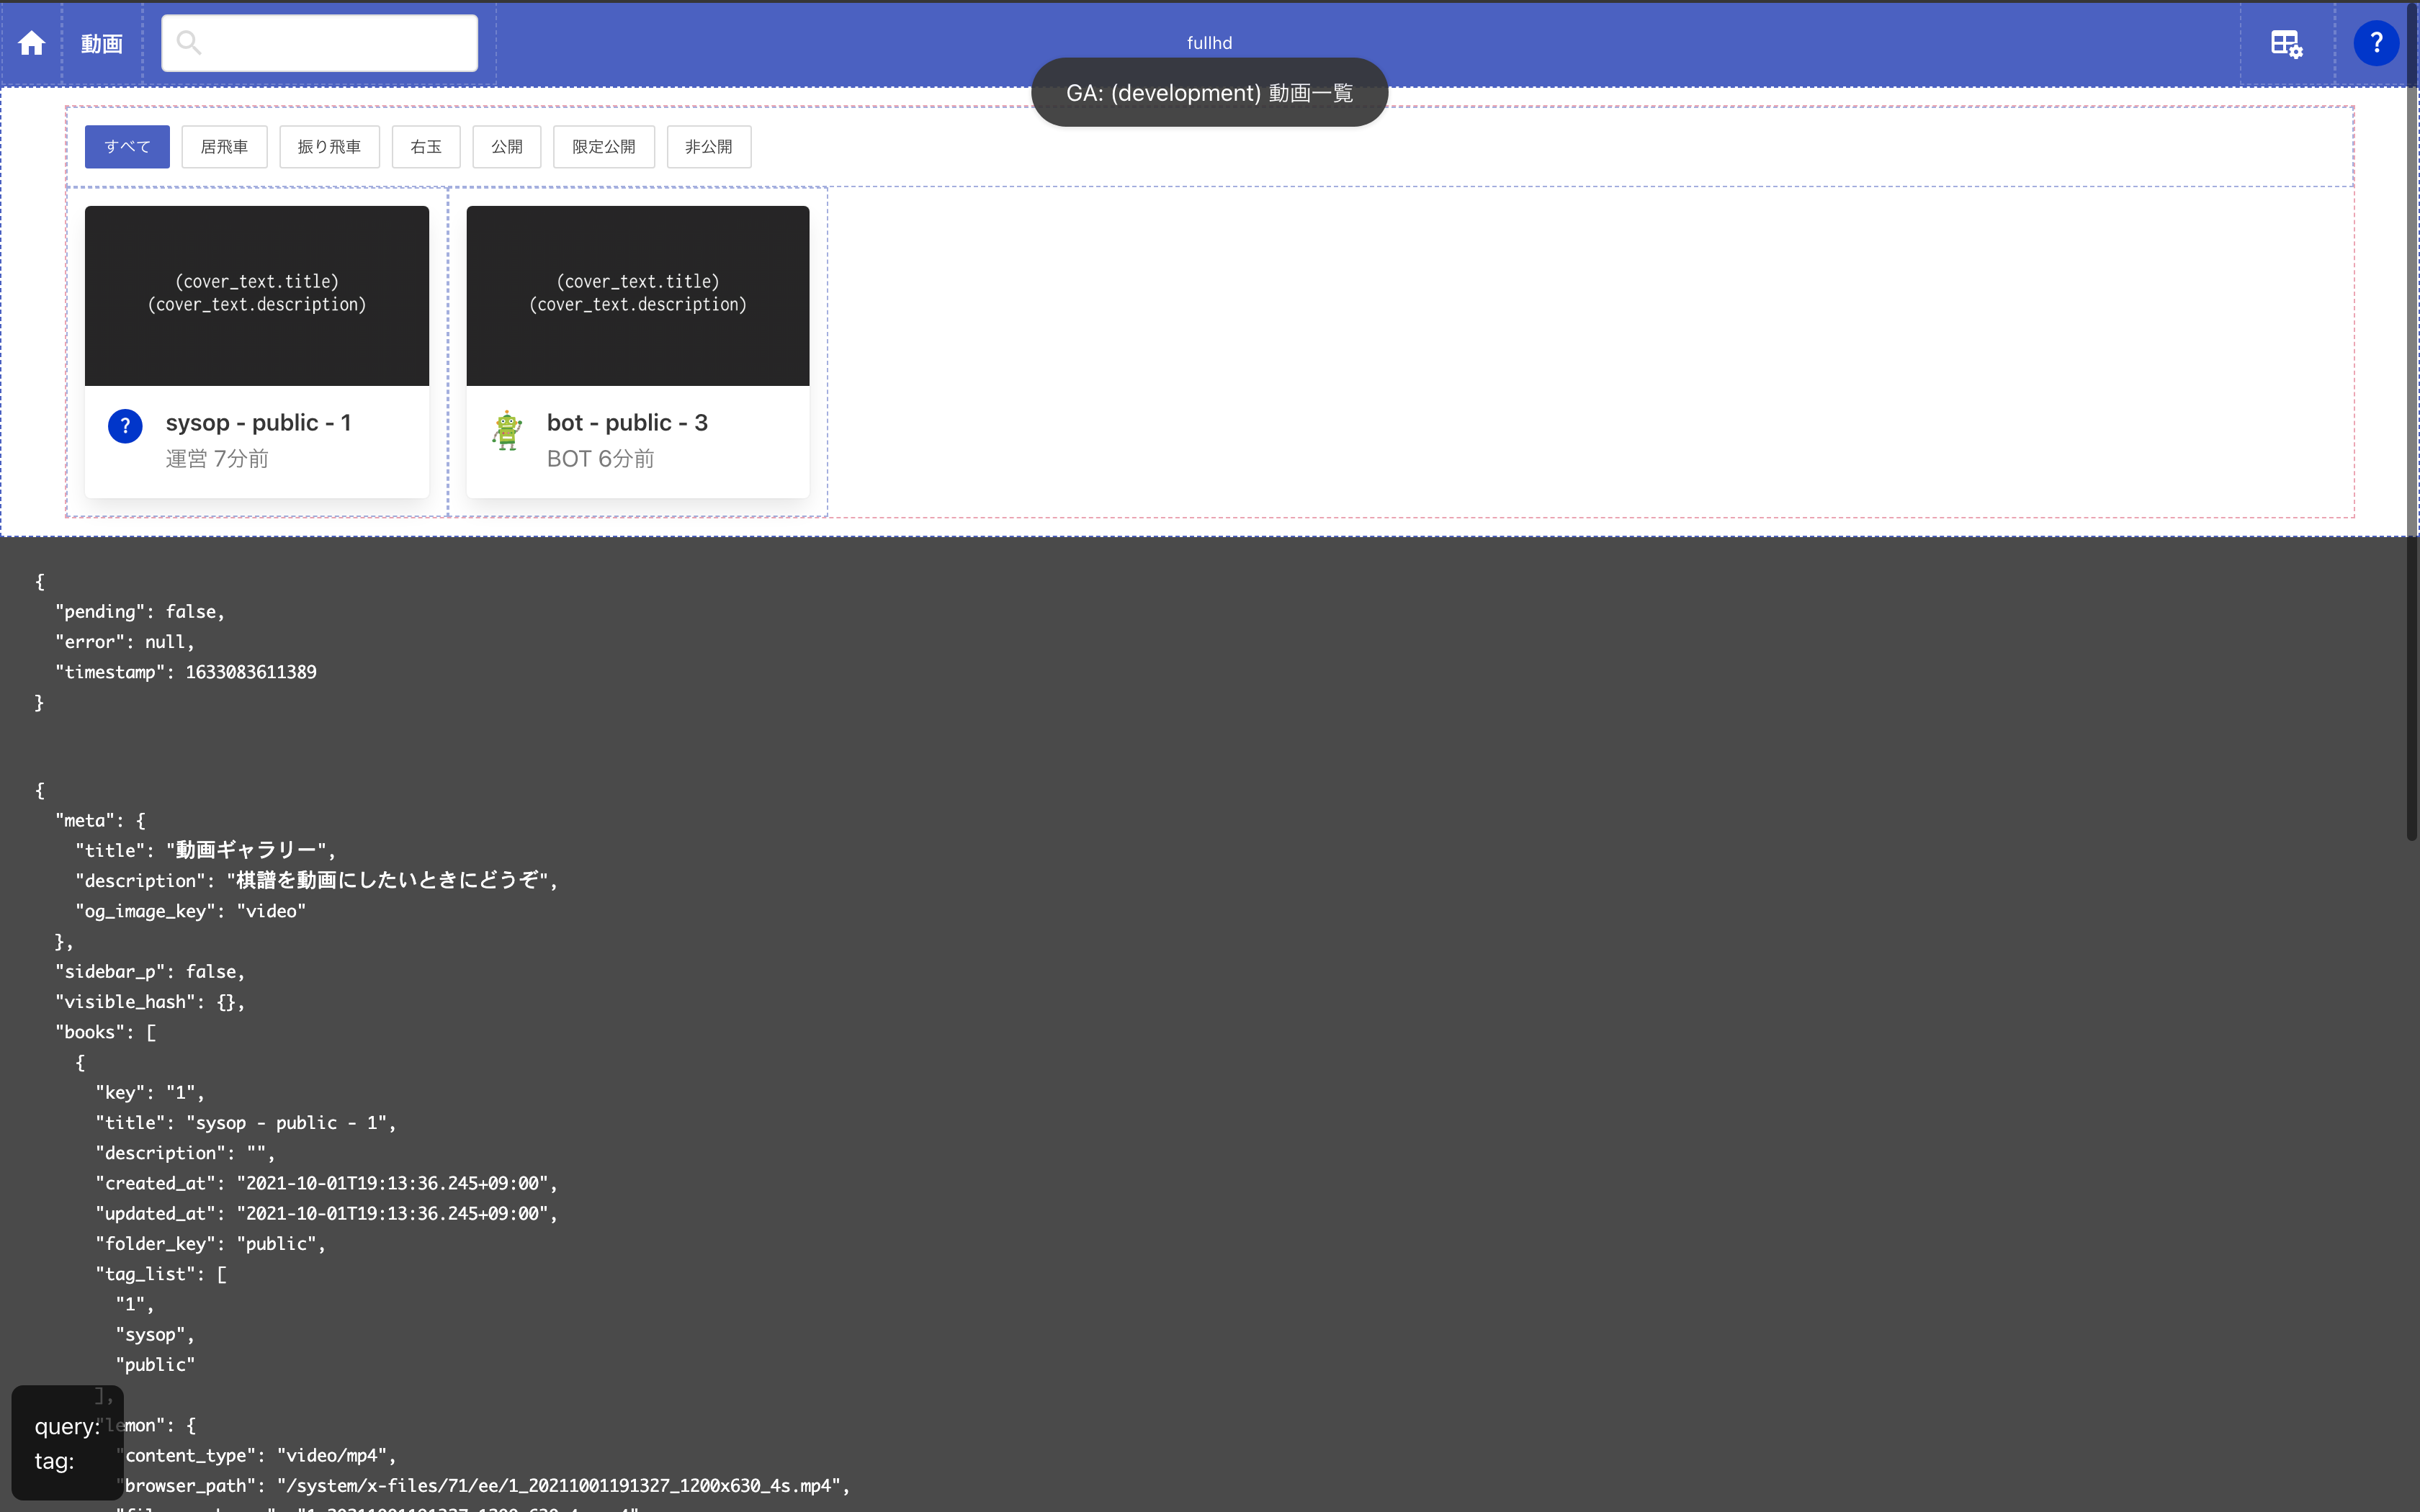 動画
fullhd
?
GA: (development) 動画一覧
すべて 居飛車 振り飛車 右玉 公開 限定公開 非公開
(cover_text.title)
(cover_text.description)
?
sysop - public - 1
運営 7分前
(cover_text.title)
(cover_text.description)
bot - public - 3
BOT 6分前
{
"pending": false,
"error": null,
"timestamp": 1633083611389
}
{
"meta": {
"title": "動画ギャラリー",
"description": "棋譜を動画にしたいときにどうぞ",
"og_image_key": "video"
},
"sidebar_p": false,
"visible_hash": {},
"books": [
{
"key": "1",
"title": "sysop - public - 1",
"description": "",
"created_at": "2021-10-01T19:13:36.245+09:00",
"updated_at": "2021-10-01T19:13:36.245+09:00",
"folder_key": "public",
"tag_list": [
"1",
"sysop",
"public"
],
"lemon": {
"content_type": "video/mp4",
"browser_path": "/system/x-files/71/ee/1_20211001191327_1200x630_4s.mp4",
query:
tag: